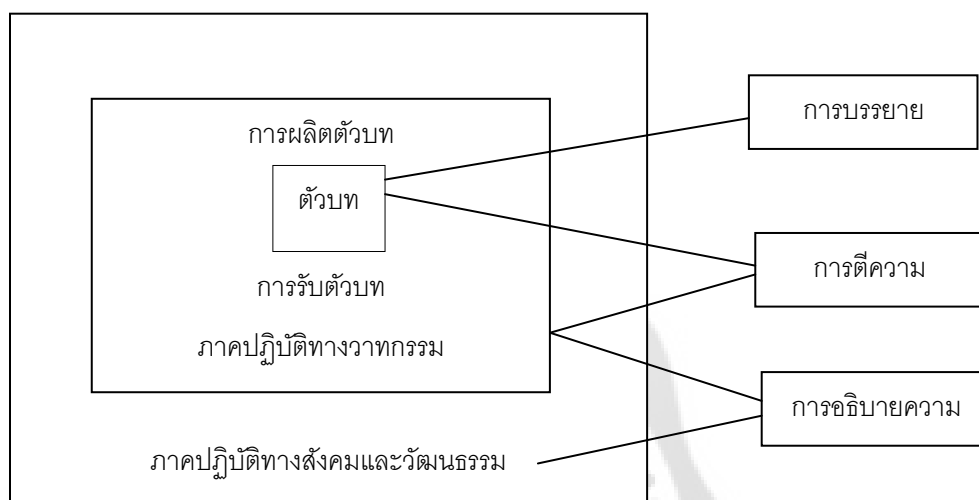 การบรรยาย
การผลิตตัวบท
ตัวบท
การตีความ
การรับตัวบท
ภาคปฏิบัติทางวาทกรรม
การอธิบายความ
ภาคปฏิบัติทางสังคมและวัฒนธรรม